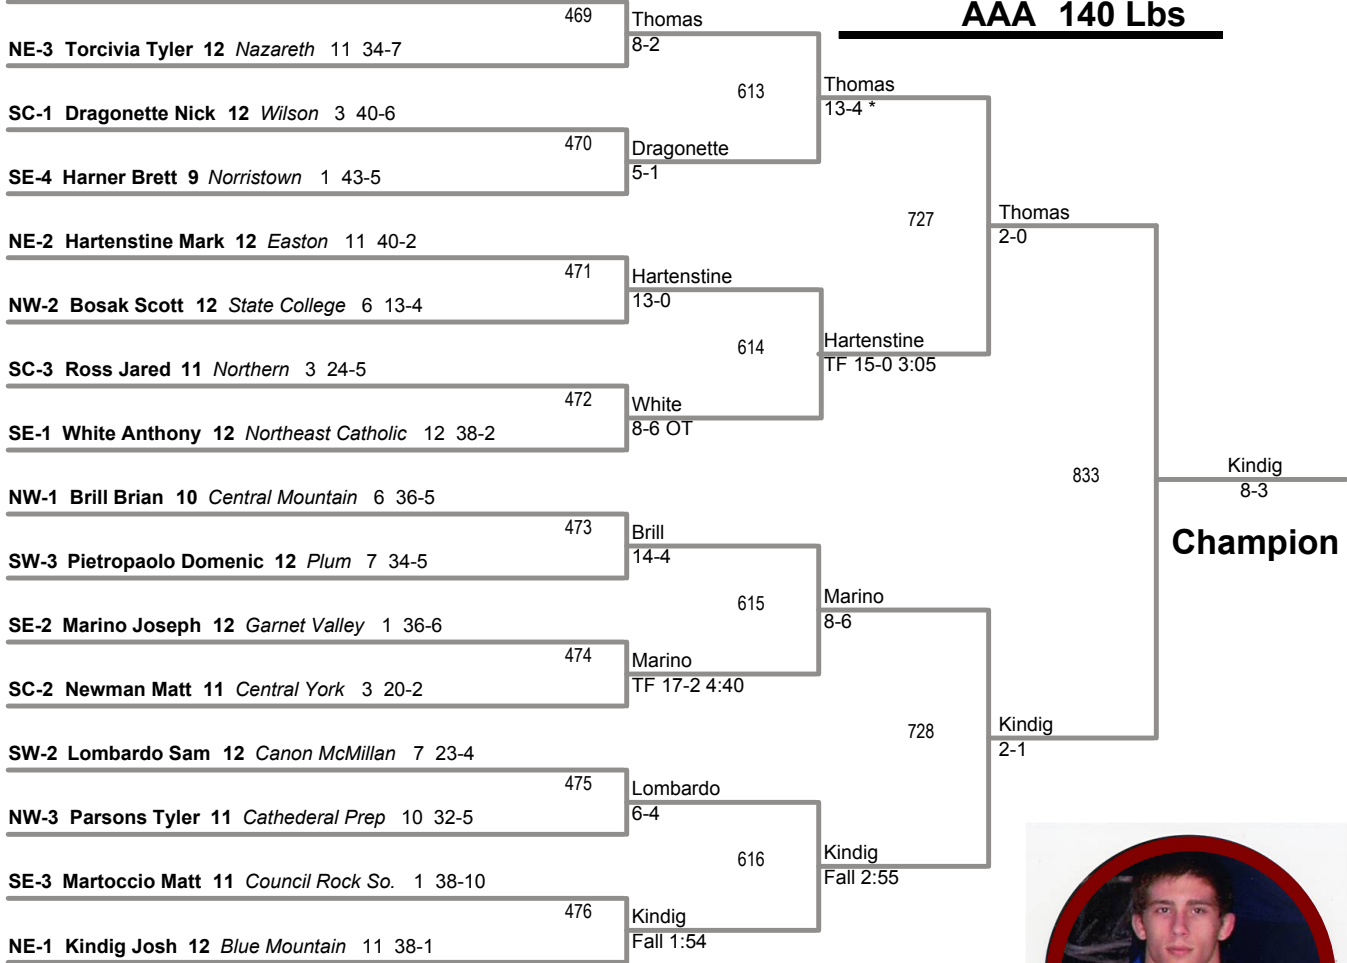 AAA 140 Lbs
469
Thomas
8-2
NE-3 Torcivia Tyler 12 Nazareth 11 34-7
613
Thomas
13-4 *
SC-1 Dragonette Nick 12 Wilson 3 40-6
470
Dragonette
5-1
SE-4 Harner Brett 9 Norristown 1 43-5
727
Thomas
2-0
NE-2 Hartenstine Mark 12 Easton 11 40-2
471
Hartenstine
13-0
NW-2 Bosak Scott 12 State College 6 13-4
614
Hartenstine
TF 15-0 3:05
SC-3 Ross Jared 11 Northern 3 24-5
472
White
8-6 OT
SE-1 White Anthony 12 Northeast Catholic 12 38-2
833
Kindig
8-3
Champion
NW-1 Brill Brian 10 Central Mountain 6 36-5
473
Brill
14-4
SW-3 Pietropaolo Domenic 12 Plum 7 34-5
615
Marino
8-6
SE-2 Marino Joseph 12 Garnet Valley 1 36-6
474
Marino
TF 17-2 4:40
SC-2 Newman Matt 11 Central York 3 20-2
728
Kindig
2-1
SW-2 Lombardo Sam 12 Canon McMillan 7 23-4
475
Lombardo
6-4
NW-3 Parsons Tyler 11 Cathederal Prep 10 32-5
616
Kindig
Fall 2:55
SE-3 Martoccio Matt 11 Council Rock So. 1 38-10
476
Kindig
Fall 1:54
NE-1 Kindig Josh 12 Blue Mountain 11 38-1